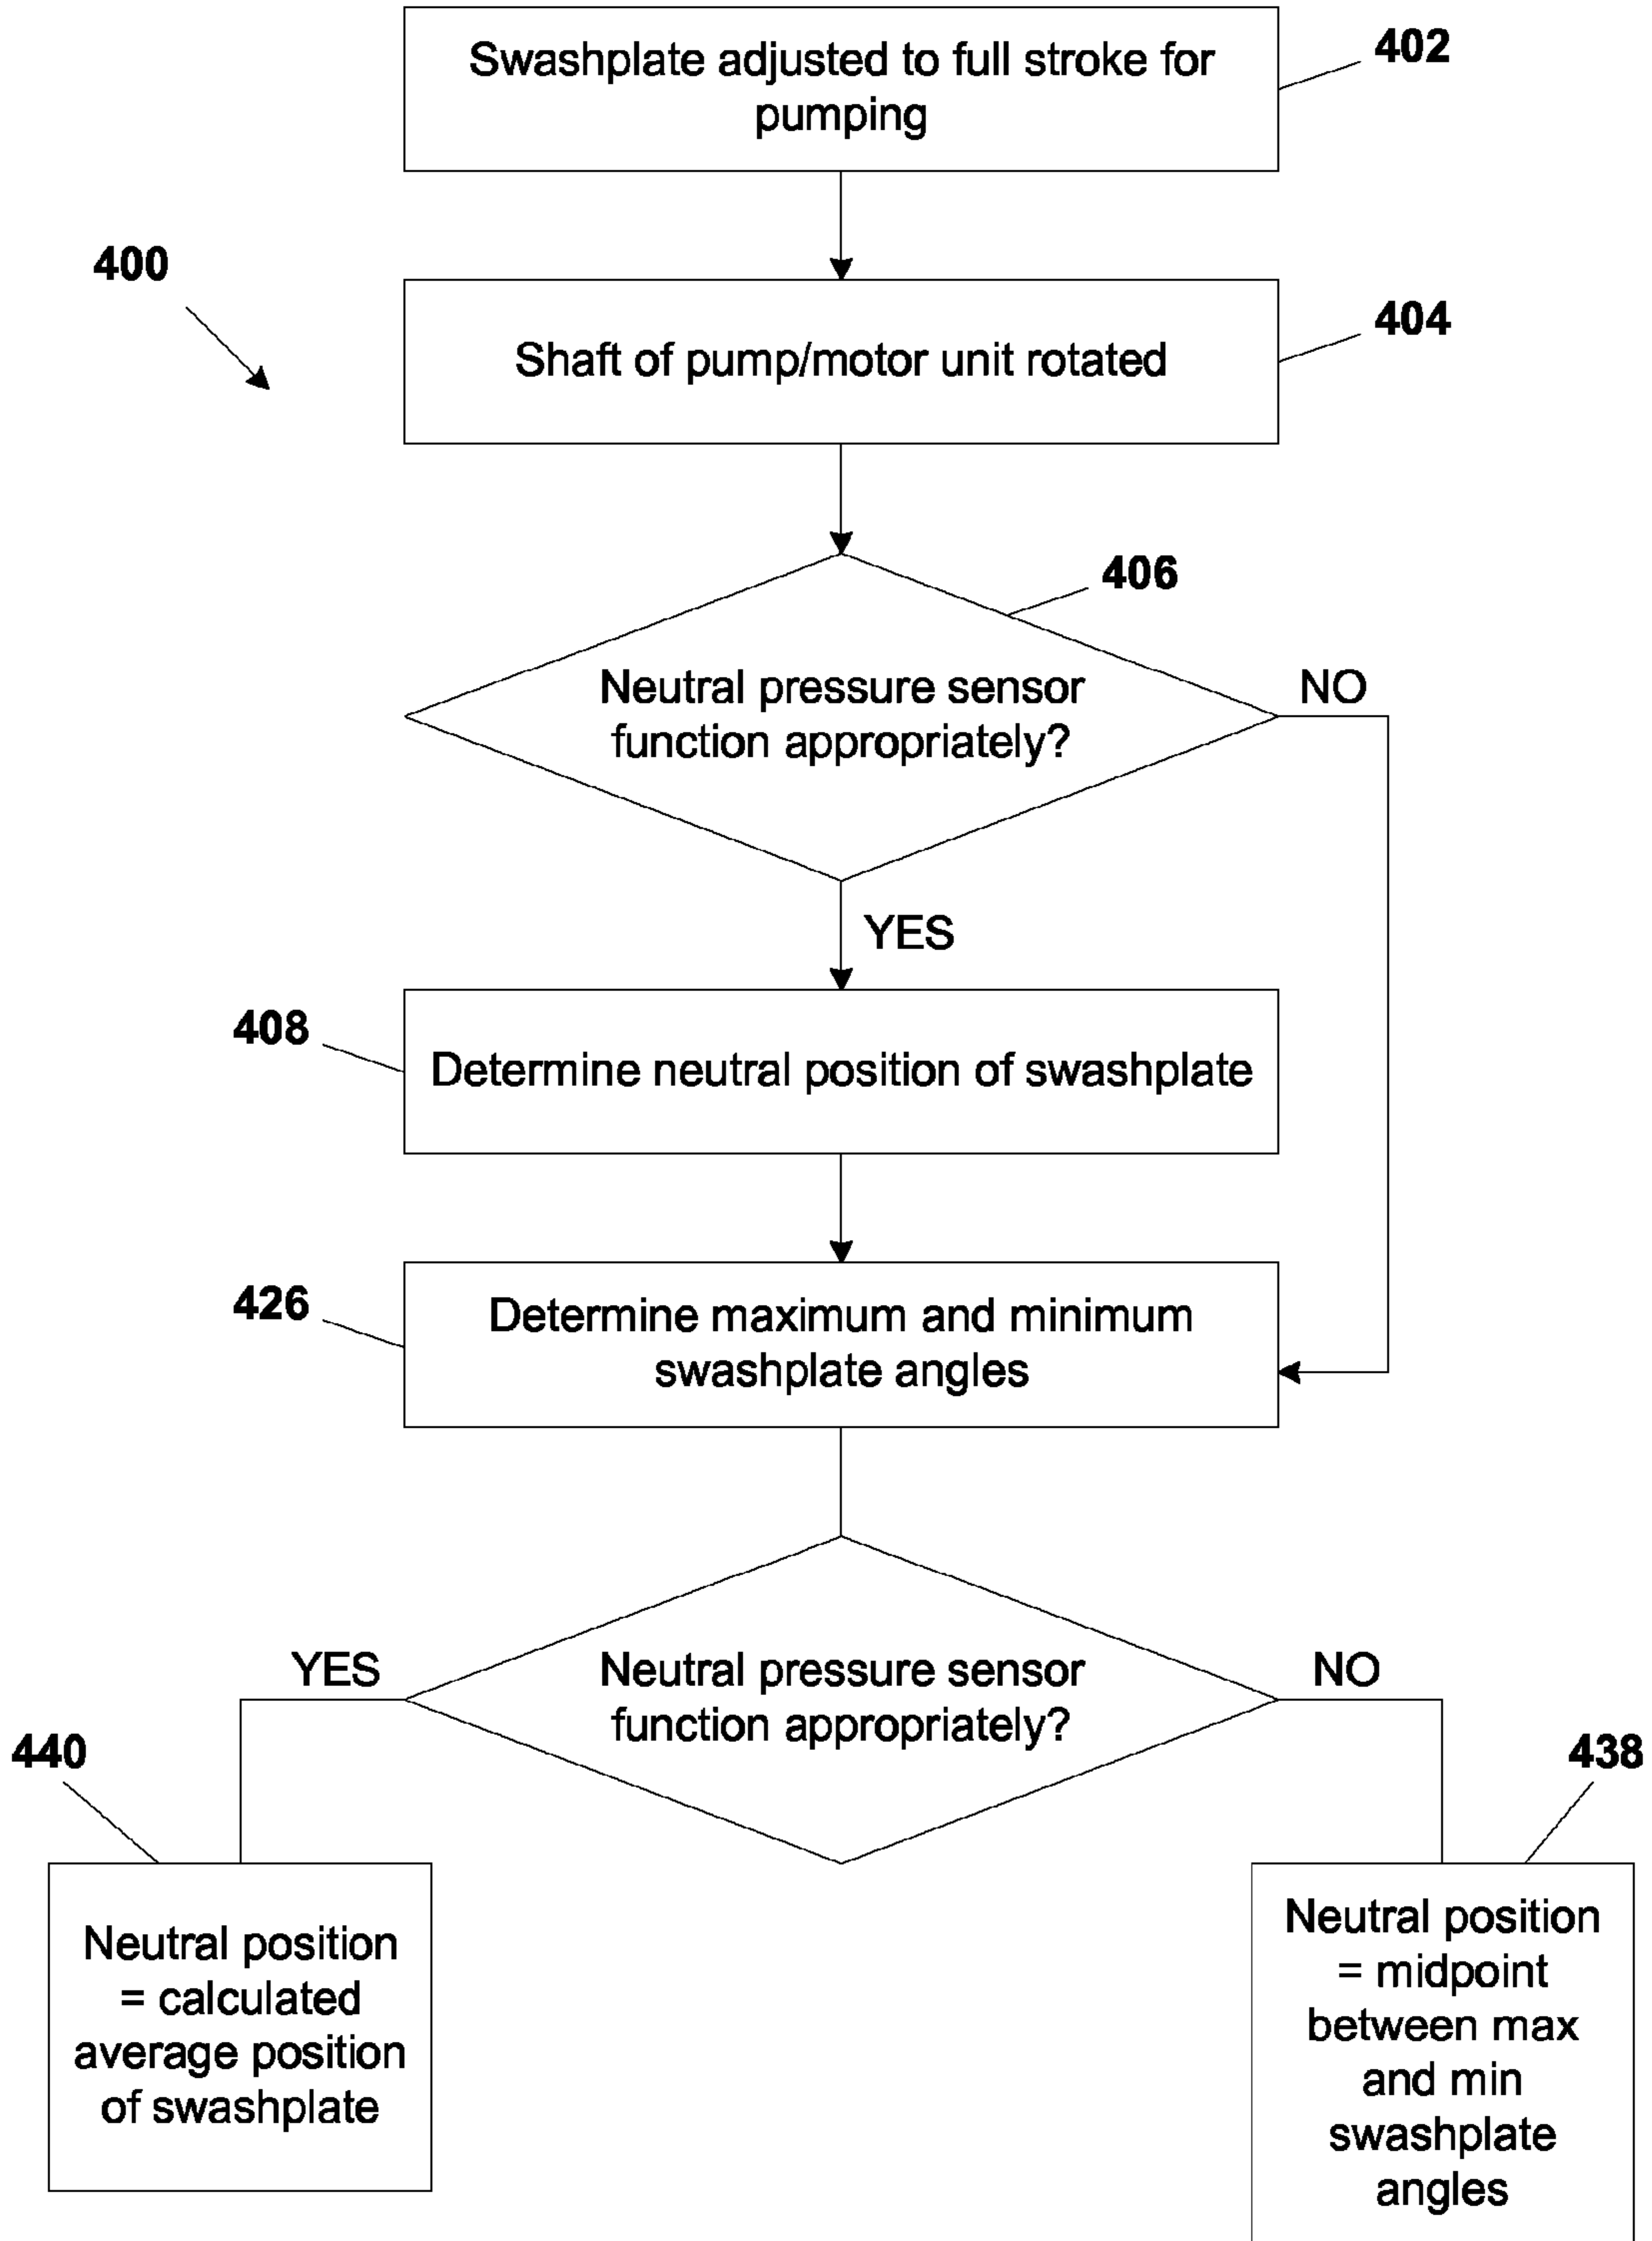 Swashplate adjusted to full stroke for
pumping
402
400
Shaft of pump/motor unit rotated
404
406
Neutral pressure sensor
function appropriately?
NO
YES
408
Determine neutral position of swashplate
426
Determine maximum and minimum
swashplate angles
YES
Neutral pressure sensor
function appropriately?
NO
440
438
Neutral position
= calculated
average position
of swashplate
Neutral position
= midpoint
between max
and min
swashplate
angles